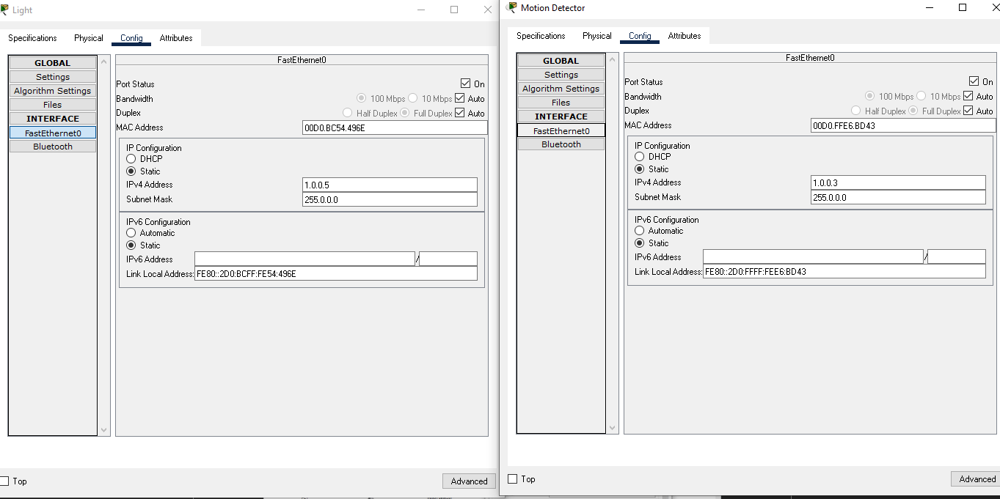 Light
Specifications Physical Config Attributes
GLOBAL
Settings
Algorithm Settings
Files
INTERFACE
FastEthernet0
Bluetooth
FastEthernet0
Port Status On
Bandwidth 100 Mbps 10 Mbps Auto
Duplex Half Duplex Full Duplex Auto
MAC Address 00D0.BC54.496E
IP Configuration
DHCP
Static
IPv4 Address 1.0.0.5
Subnet Mask 255.0.0.0
IPv6 Configuration
Automatic
Static
IPv6 Address /
Link Local Address: FE80::2D0:BCFF:FE54:496E
Top Advanced
Motion Detector
Specifications Physical Config Attributes
GLOBAL
Settings
Algorithm Settings
Files
INTERFACE
FastEthernet0
Bluetooth
FastEthernet0
Port Status On
Bandwidth 100 Mbps 10 Mbps Auto
Duplex Half Duplex Full Duplex Auto
MAC Address 00D0.FFE6.BD43
IP Configuration
DHCP
Static
IPv4 Address 1.0.0.3
Subnet Mask 255.0.0.0
IPv6 Configuration
Automatic
Static
IPv6 Address /
Link Local Address: FE80::2D0:FFFF:FEE6:BD43
Top Advanced